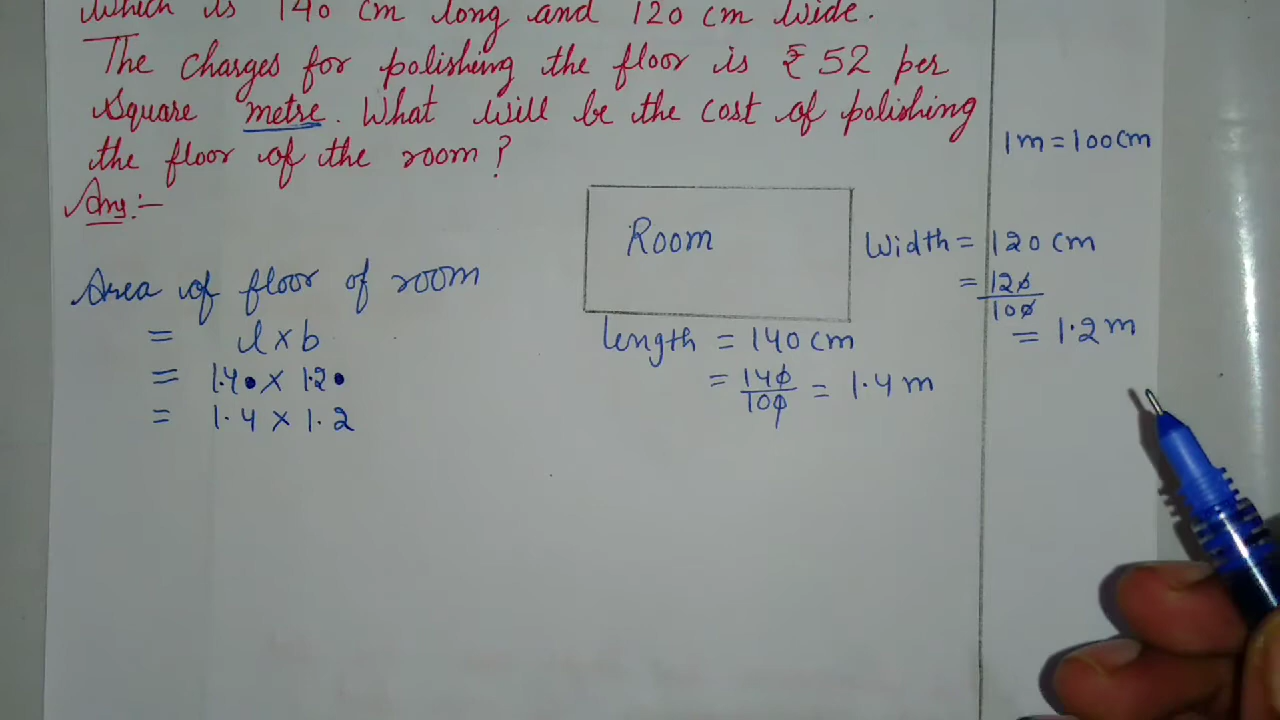 which is 140 cm long and 120 cm wide.
The charges for polishing the floor is ₹ 52 per
square metre. What will be the cost of polishing
the floor of the room?
Ans:-
1m=100cm
Room
Width = 120 cm
= 120/100
= 1.2m
length = 140 cm
= 140/100 = 1.4 m
Area of floor of room
= l x b
= 1.4 x 1.2
= 1.4 x 1.2